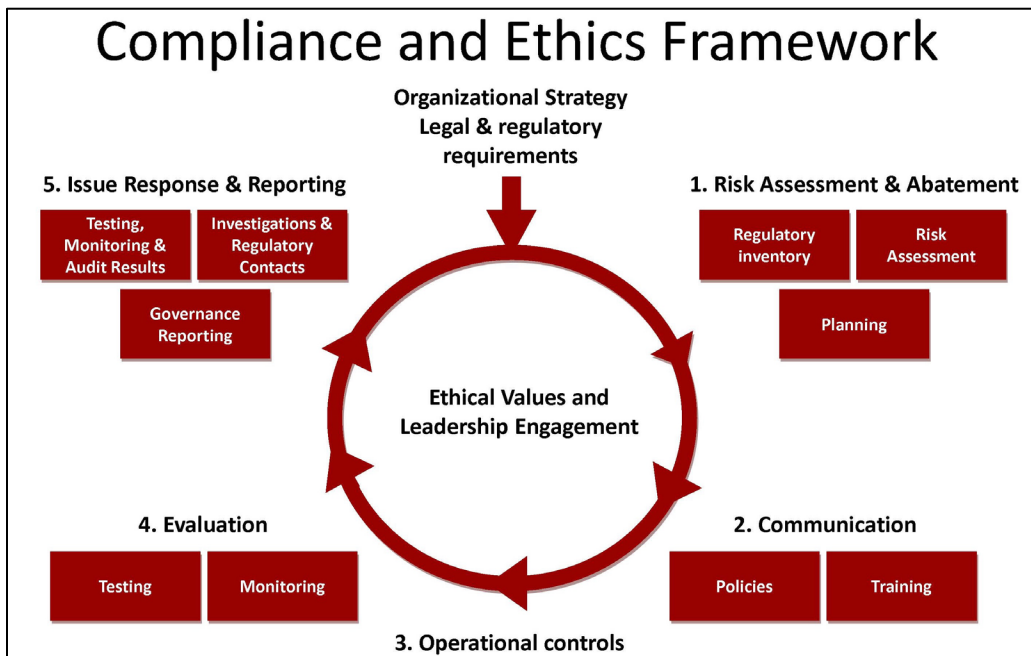 Compliance and Ethics Framework
Organizational Strategy
Legal & regulatory
requirements
5. Issue Response & Reporting
Testing,
Monitoring &
Audit Results
Investigations &
Regulatory
Contacts
Governance
Reporting
1. Risk Assessment & Abatement
Regulatory
inventory
Risk
Assessment
Planning
Ethical Values and
Leadership Engagement
4. Evaluation
Testing
Monitoring
2. Communication
Policies
Training
3. Operational controls